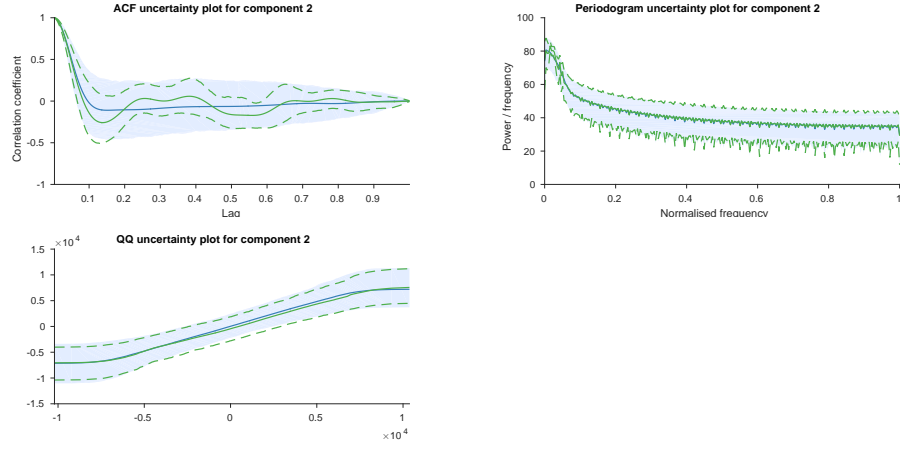 ACF uncertainty plot for component 2
1
0.5
0
-0.5
-1
Correlation coefficient
0.1 0.2 0.3 0.4 0.5 0.6 0.7 0.8 0.9
Lag
Periodogram uncertainty plot for component 2
100
80
60
40
20
0
Power / frequency
0 0.2 0.4 0.6 0.8 1
Normalised frequency
QQ uncertainty plot for component 2
×10 4
1.5
1
0.5
0
-0.5
-1
-1.5
-1 -0.5 0 0.5 1
×10 4